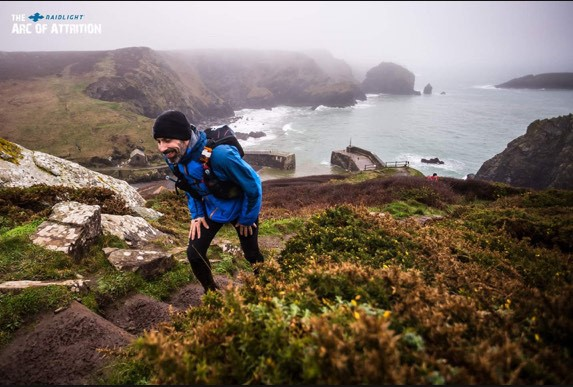 THE RAIDLIGHT
ARC OF ATTRITION